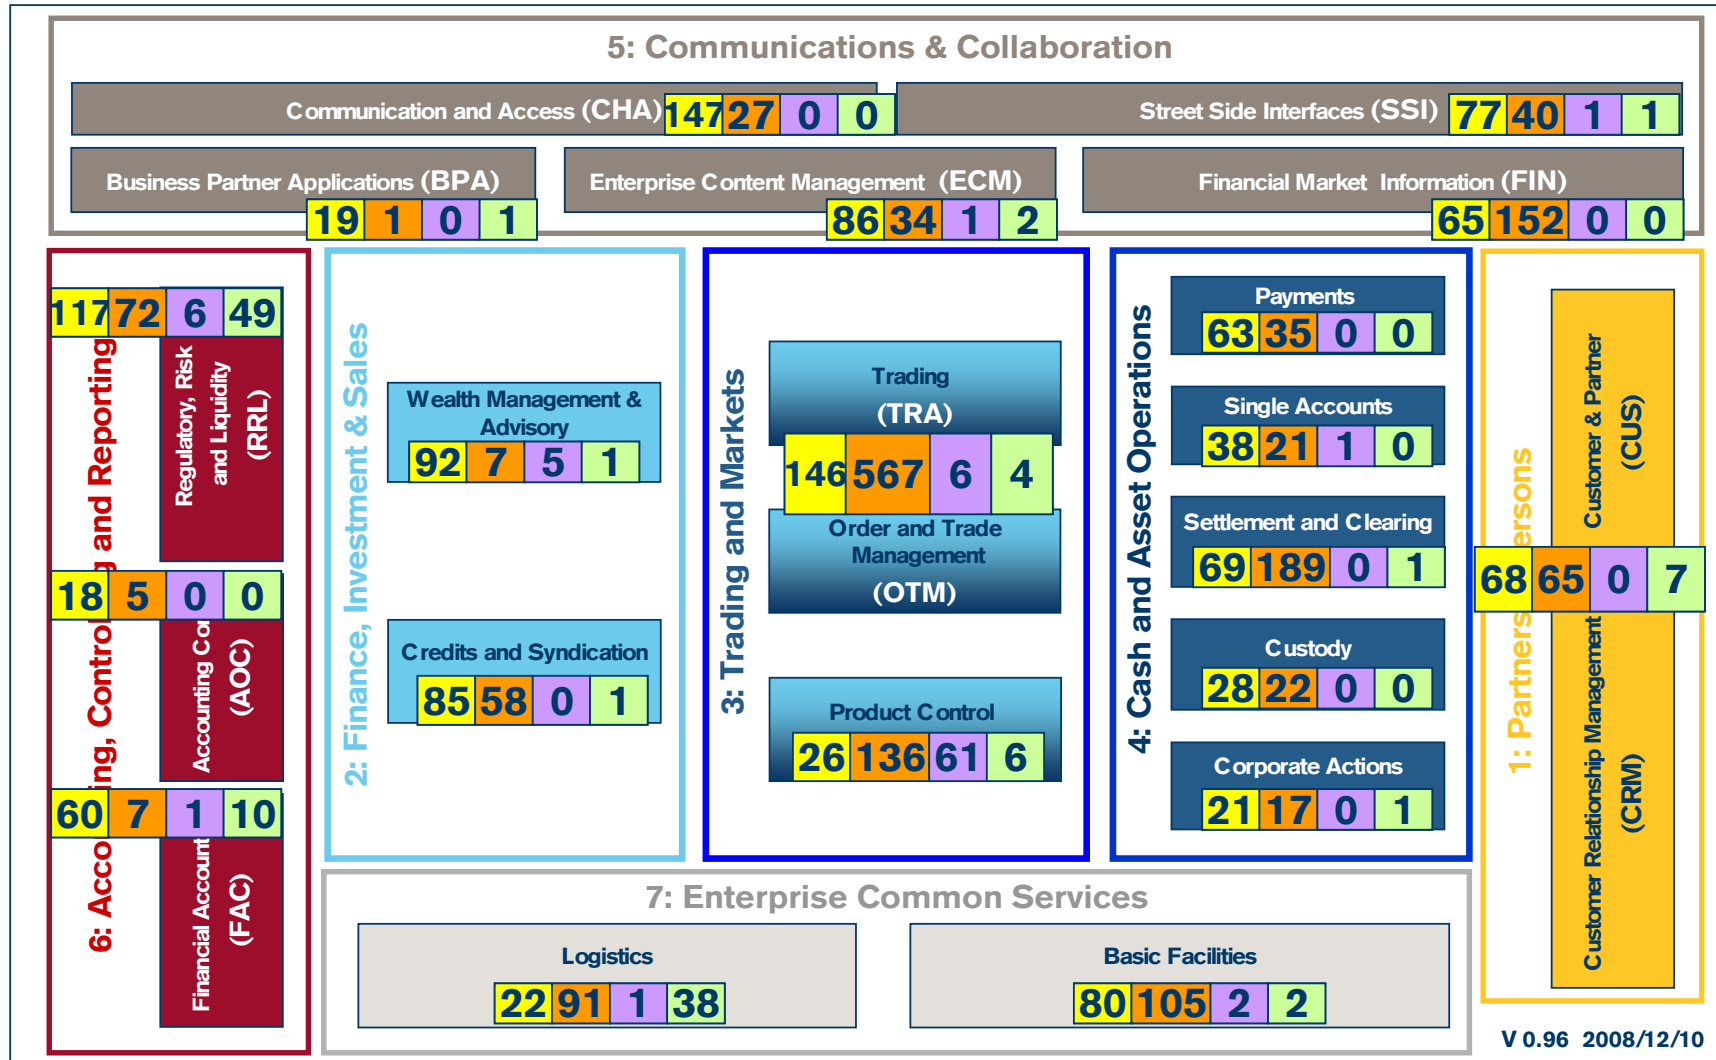 5: Communications & Collaboration
Communication and Access (CHA) 147 27 0 0
Street Side Interfaces (SSI) 77 40 1 1
Business Partner Applications (BPA)
19 1 0 1
Enterprise Content Management (ECM)
86 34 1 2
Financial Market Information (FIN)
65 152 0 0
117 72 6 49
Regulatory, Risk
and Liquidity
(RRL)
18 5 0 0
Accounting
(AOC)
60 7 1 10
Financial
(FAC)
and Reporting
2: Finance, Investment & Sales
Wealth Management &
Advisory
92 7 5 1
Credits and Syndication
85 58 0 1
3: Trading and Markets
Trading
(TRA)
146 567 6 4
Order and Trade
Management
(OTM)
Product Control
26 136 61 6
4: Cash and Asset Operations
Payments
63 35 0 0
Single Accounts
38 21 1 0
Settlement and Clearing
69 189 0 1
Custody
28 22 0 0
Corporate Actions
21 17 0 1
1: Partners
Customer & Partner
(CUS)
68 65 0 7
Customer Relationship Management
(CRM)
7: Enterprise Common Services
Logistics
22 91 1 38
Basic Facilities
80 105 2 2
V 0.96 2008/12/10